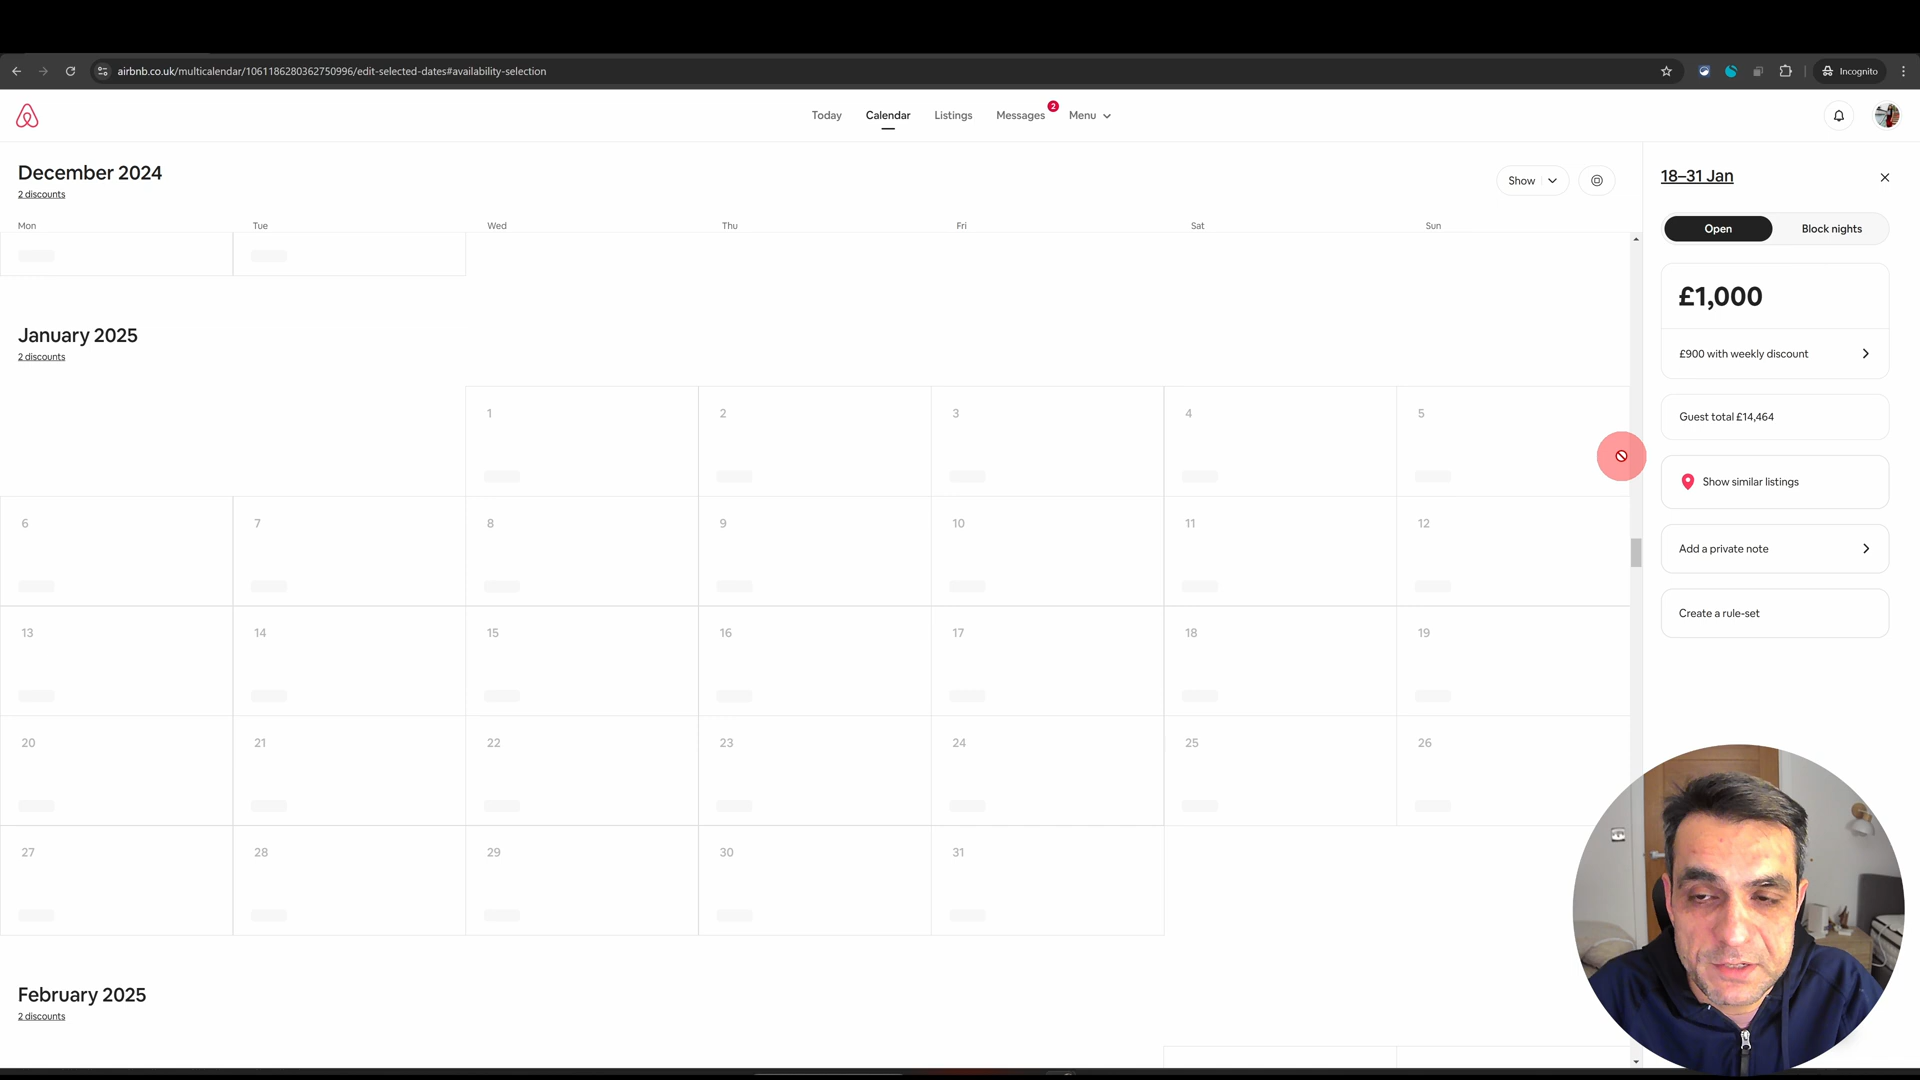 airbnb.co.uk/multicalendar/1061186280362750996/edit-selected-dates#availability-selection
Incognito
Today
Calendar
Listings
Messages
2
Menu
December 2024
2 discounts
Show
Mon
Tue
Wed
Thu
Fri
Sat
Sun
January 2025
2 discounts
1
2
3
4
5
6
7
8
9
10
11
12
13
14
15
16
17
18
19
20
21
22
23
24
25
26
27
28
29
30
31
February 2025
2 discounts
18–31 Jan
Open
Block nights
£1,000
£900 with weekly discount
Guest total £14,464
Show similar listings
Add a private note
Create a rule-set